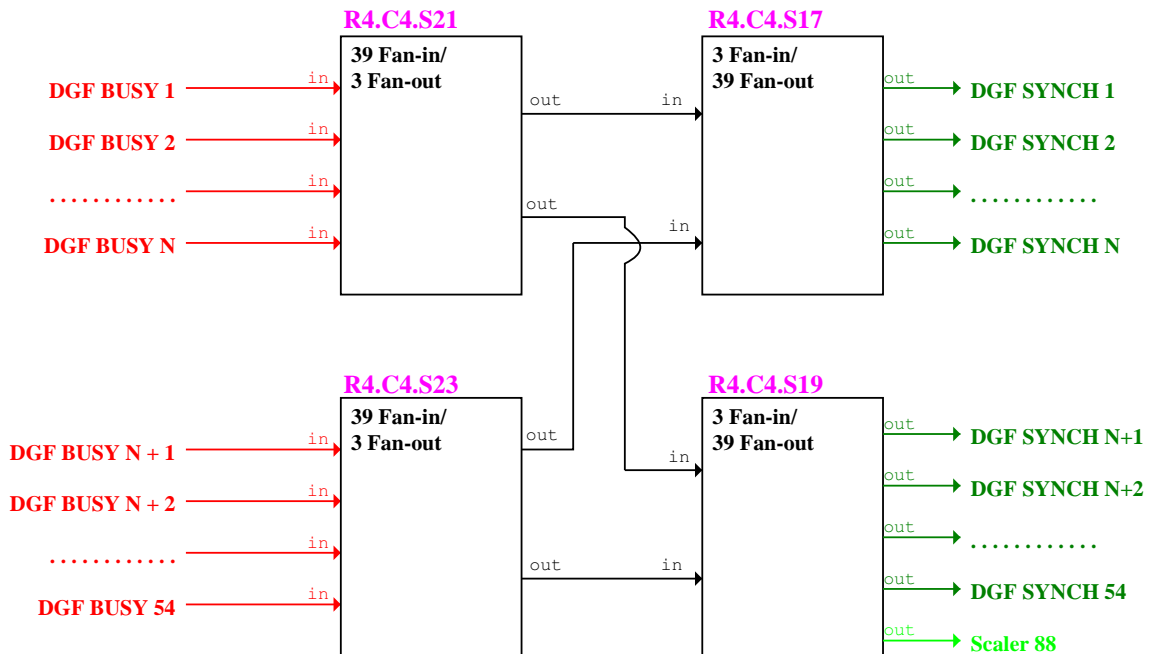 R4.C4.S21
R4.C4.S17
39 Fan-in/
3 Fan-out
3 Fan-in/
39 Fan-out
in
DGF BUSY 1
out
DGF SYNCH 1
out
in
in
DGF BUSY 2
out
DGF SYNCH 2
in
............
out
............
out
in
in
DGF BUSY N
out
DGF SYNCH N
R4.C4.S23
R4.C4.S19
39 Fan-in/
3 Fan-out
3 Fan-in/
39 Fan-out
in
DGF BUSY N + 1
out
out
DGF SYNCH N+1
in
in
DGF BUSY N + 2
out
DGF SYNCH N+2
in
............
out
............
out
in
in
DGF BUSY 54
out
DGF SYNCH 54
out
Scaler 88